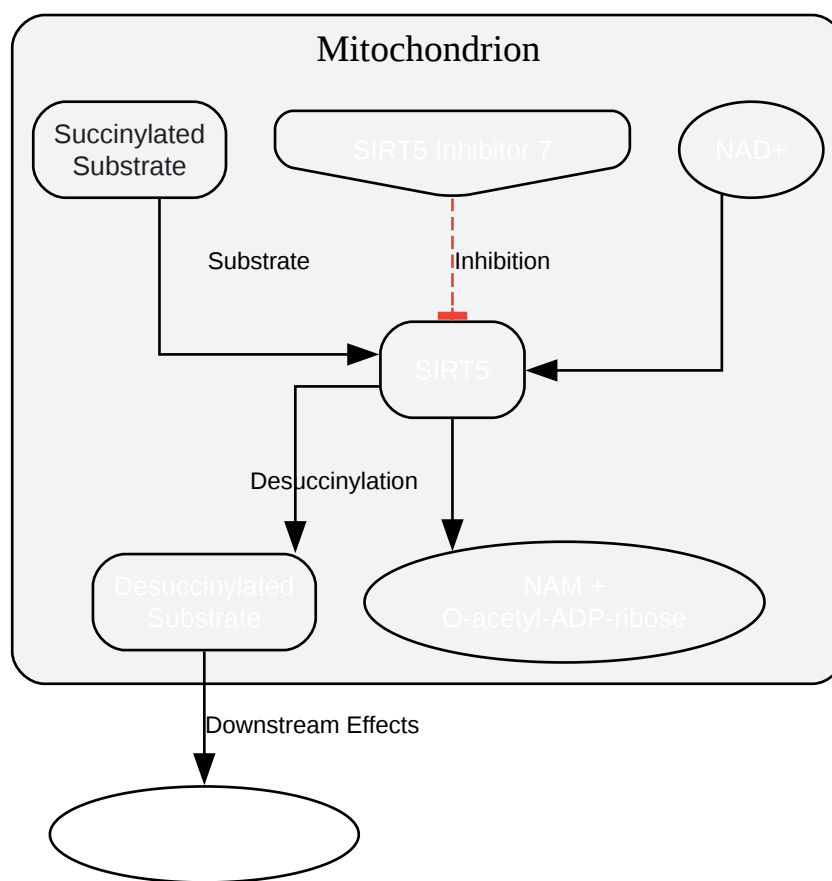 Mitochondrion
Succinylated
Substrate
SIRT5 Inhibitor 7
NAD+
Substrate
Inhibition
SIRT5
Desuccinylation
Desuccinylated
Substrate
NAM +
O-acetyl-ADP-ribose
Downstream Effects